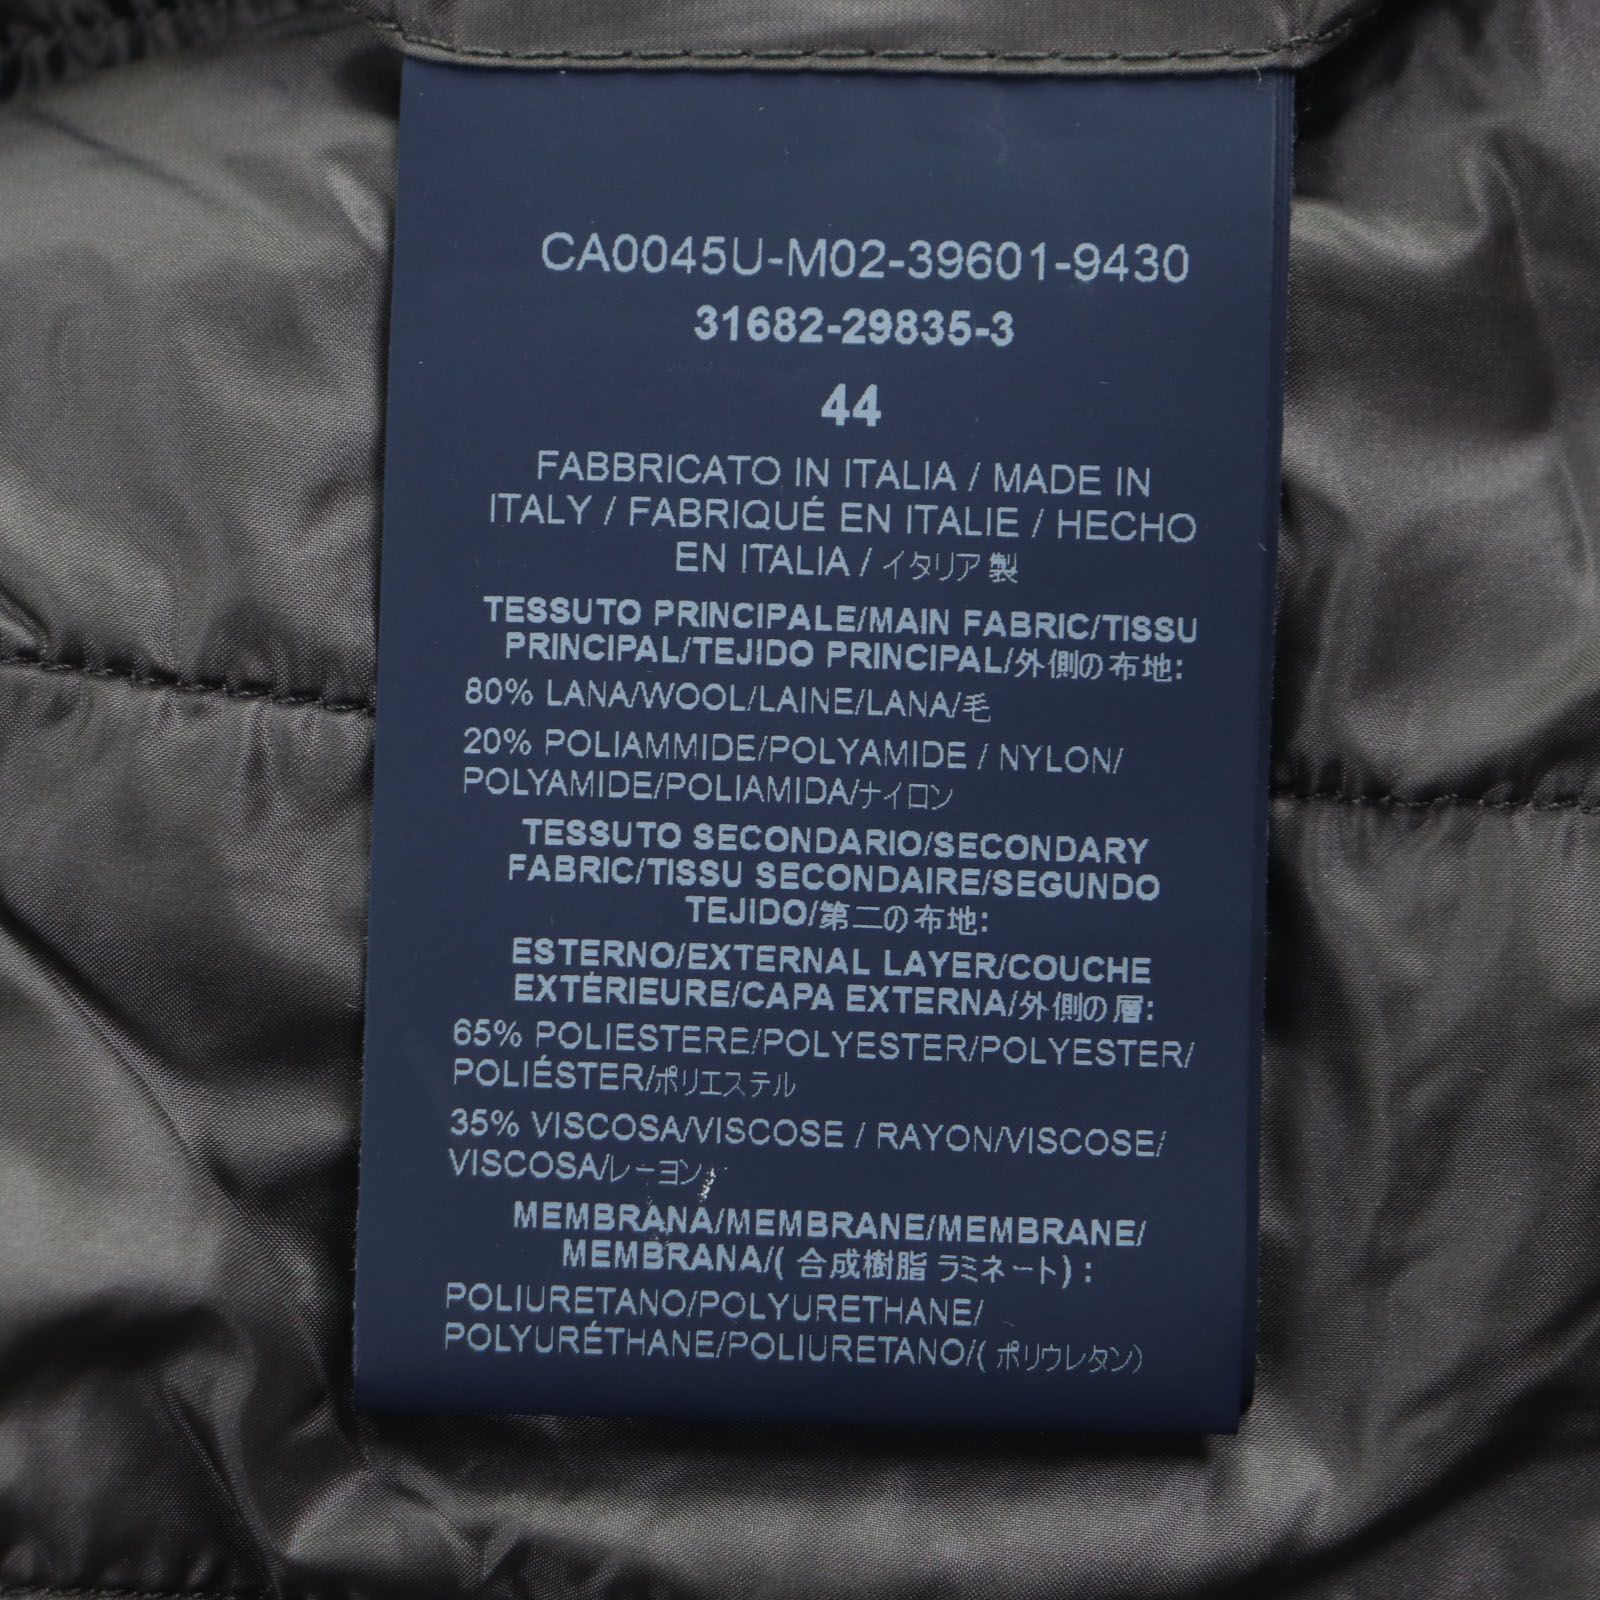 CA0045U-M02-39601-9430
31682-29835-3
44
FABBRICATO IN ITALIA / MADE IN
ITALY / FABRIQUÉ EN ITALIE / HECHO
EN ITALIA / イタリア 製
TESSUTO PRINCIPALE/MAIN FABRIC/TISSU
PRINCIPAL/TEJIDO PRINCIPAL/外側の布地:
80% LANA/WOOL/LAINE/LANA/毛
20% POLIAMMIDE/POLYAMIDE / NYLON/
POLYAMIDE/POLIAMIDA/ナイロン
TESSUTO SECONDARIO/SECONDARY
FABRIC/TISSU SECONDAIRE/SEGUNDO
TEJIDO/第二の布地:
ESTERNO/EXTERNAL LAYER/COUCHE
EXTÉRIEURE/CAPA EXTERNA/外側の層:
65% POLIESTERE/POLYESTER/POLYESTER/
POLIÉSTER/ポリエステル
35% VISCOSA/VISCOSE / RAYON/VISCOSE/
VISCOSA/レーヨン
MEMBRANA/MEMBRANE/MEMBRANE/
MEMBRANA/( 合成樹脂 ラミネート) :
POLIURETANO/POLYURETHANE/
POLYURÉTHANE/POLIURETANO/( ポリウレタン)